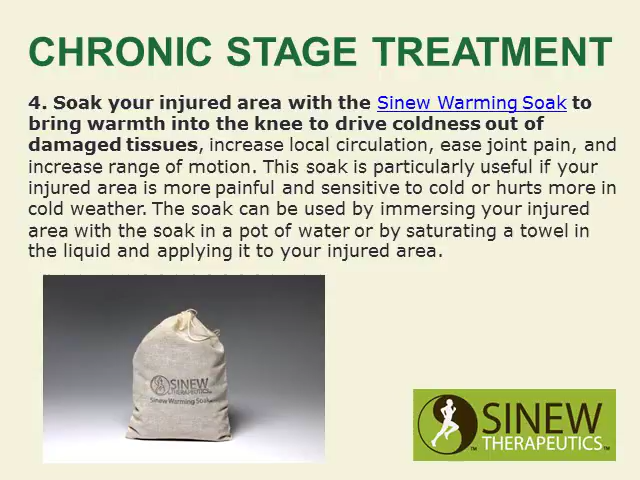 CHRONIC STAGE TREATMENT
4. Soak your injured area with the Sinew Warming Soak to
bring warmth into the knee to drive coldness out of
damaged tissues, increase local circulation, ease joint pain, and
increase range of motion. This soak is particularly useful if your
injured area is more painful and sensitive to cold or hurts more in
cold weather. The soak can be used by immersing your injured
area with the soak in a pot of water or by saturating a towel in
the liquid and applying it to your injured area.
SINEW
THERAPEUTICS
Sinew Warming Soak
SINEW
™ THERAPEUTICS™